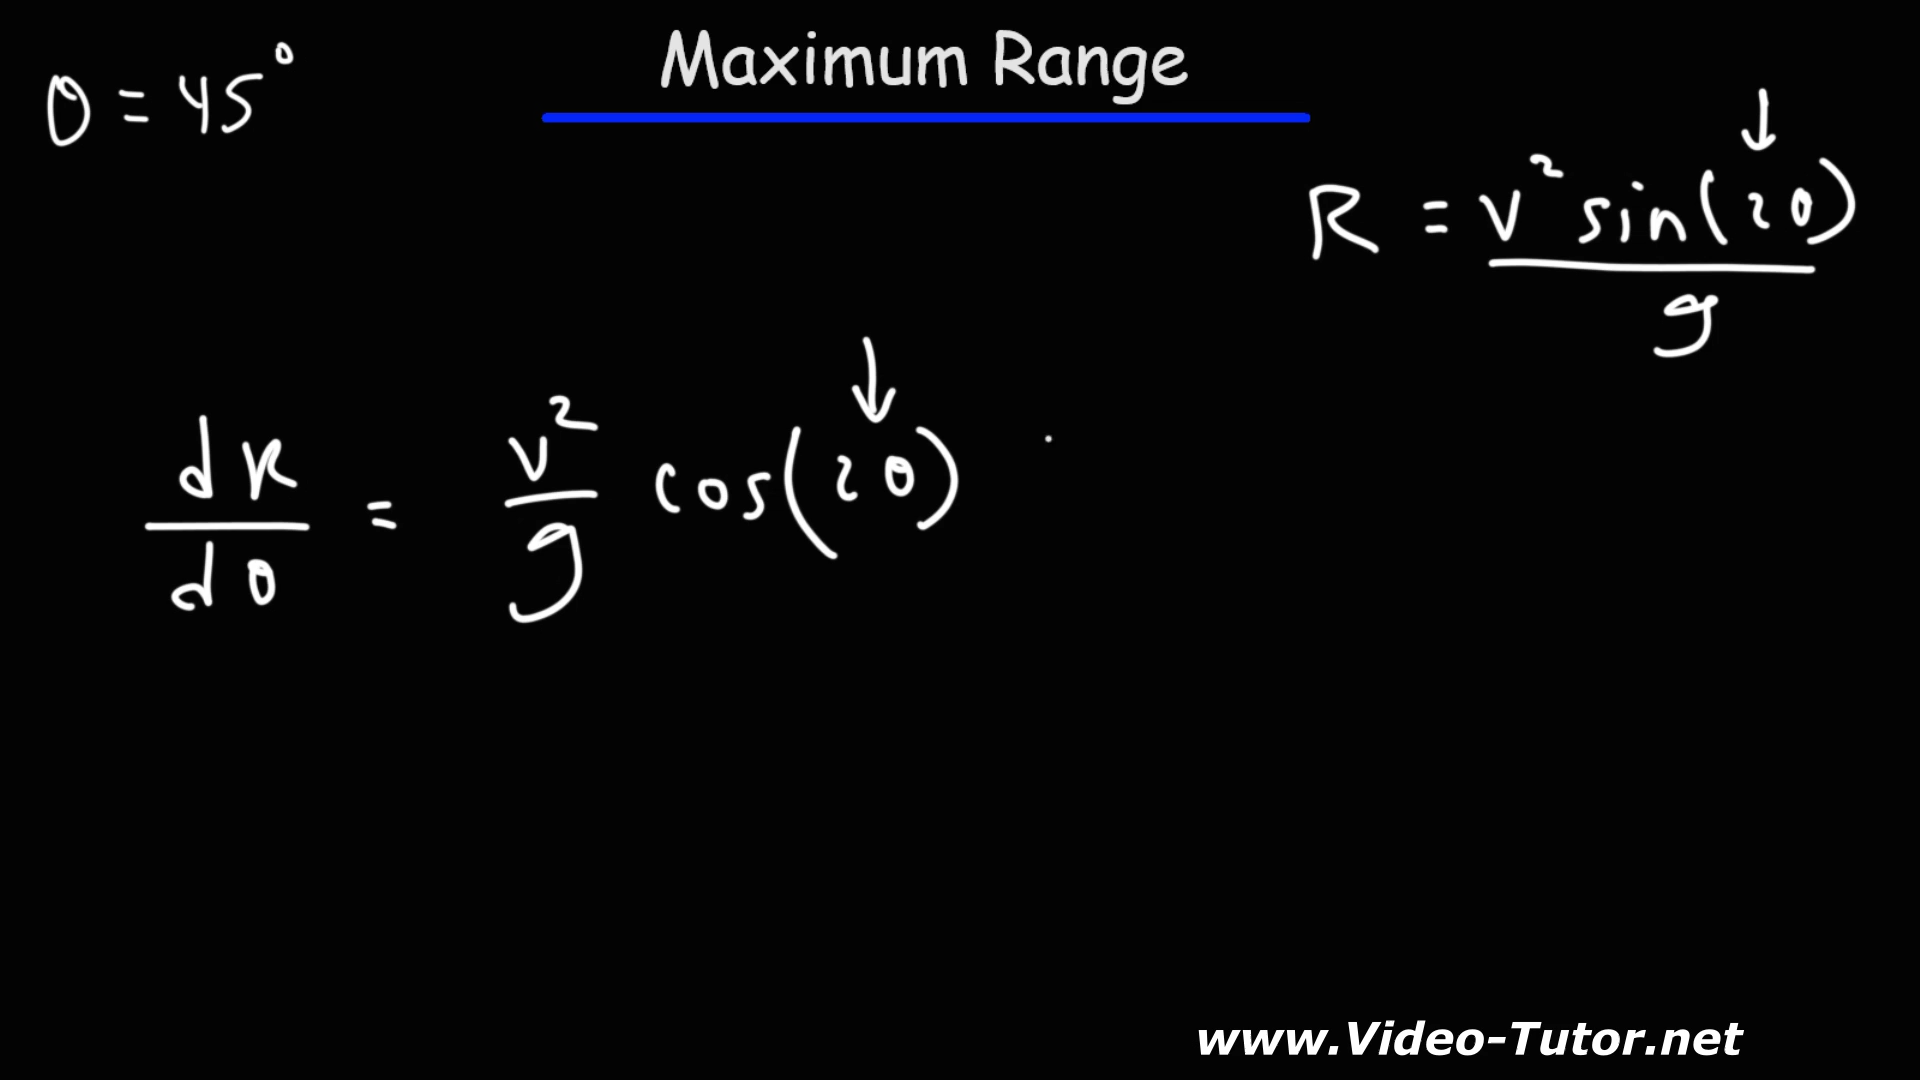 Maximum Range
θ = 45°
R = v² sin(2θ) / g
dR/dθ = v²/g cos(2θ)
www.Video-Tutor.net